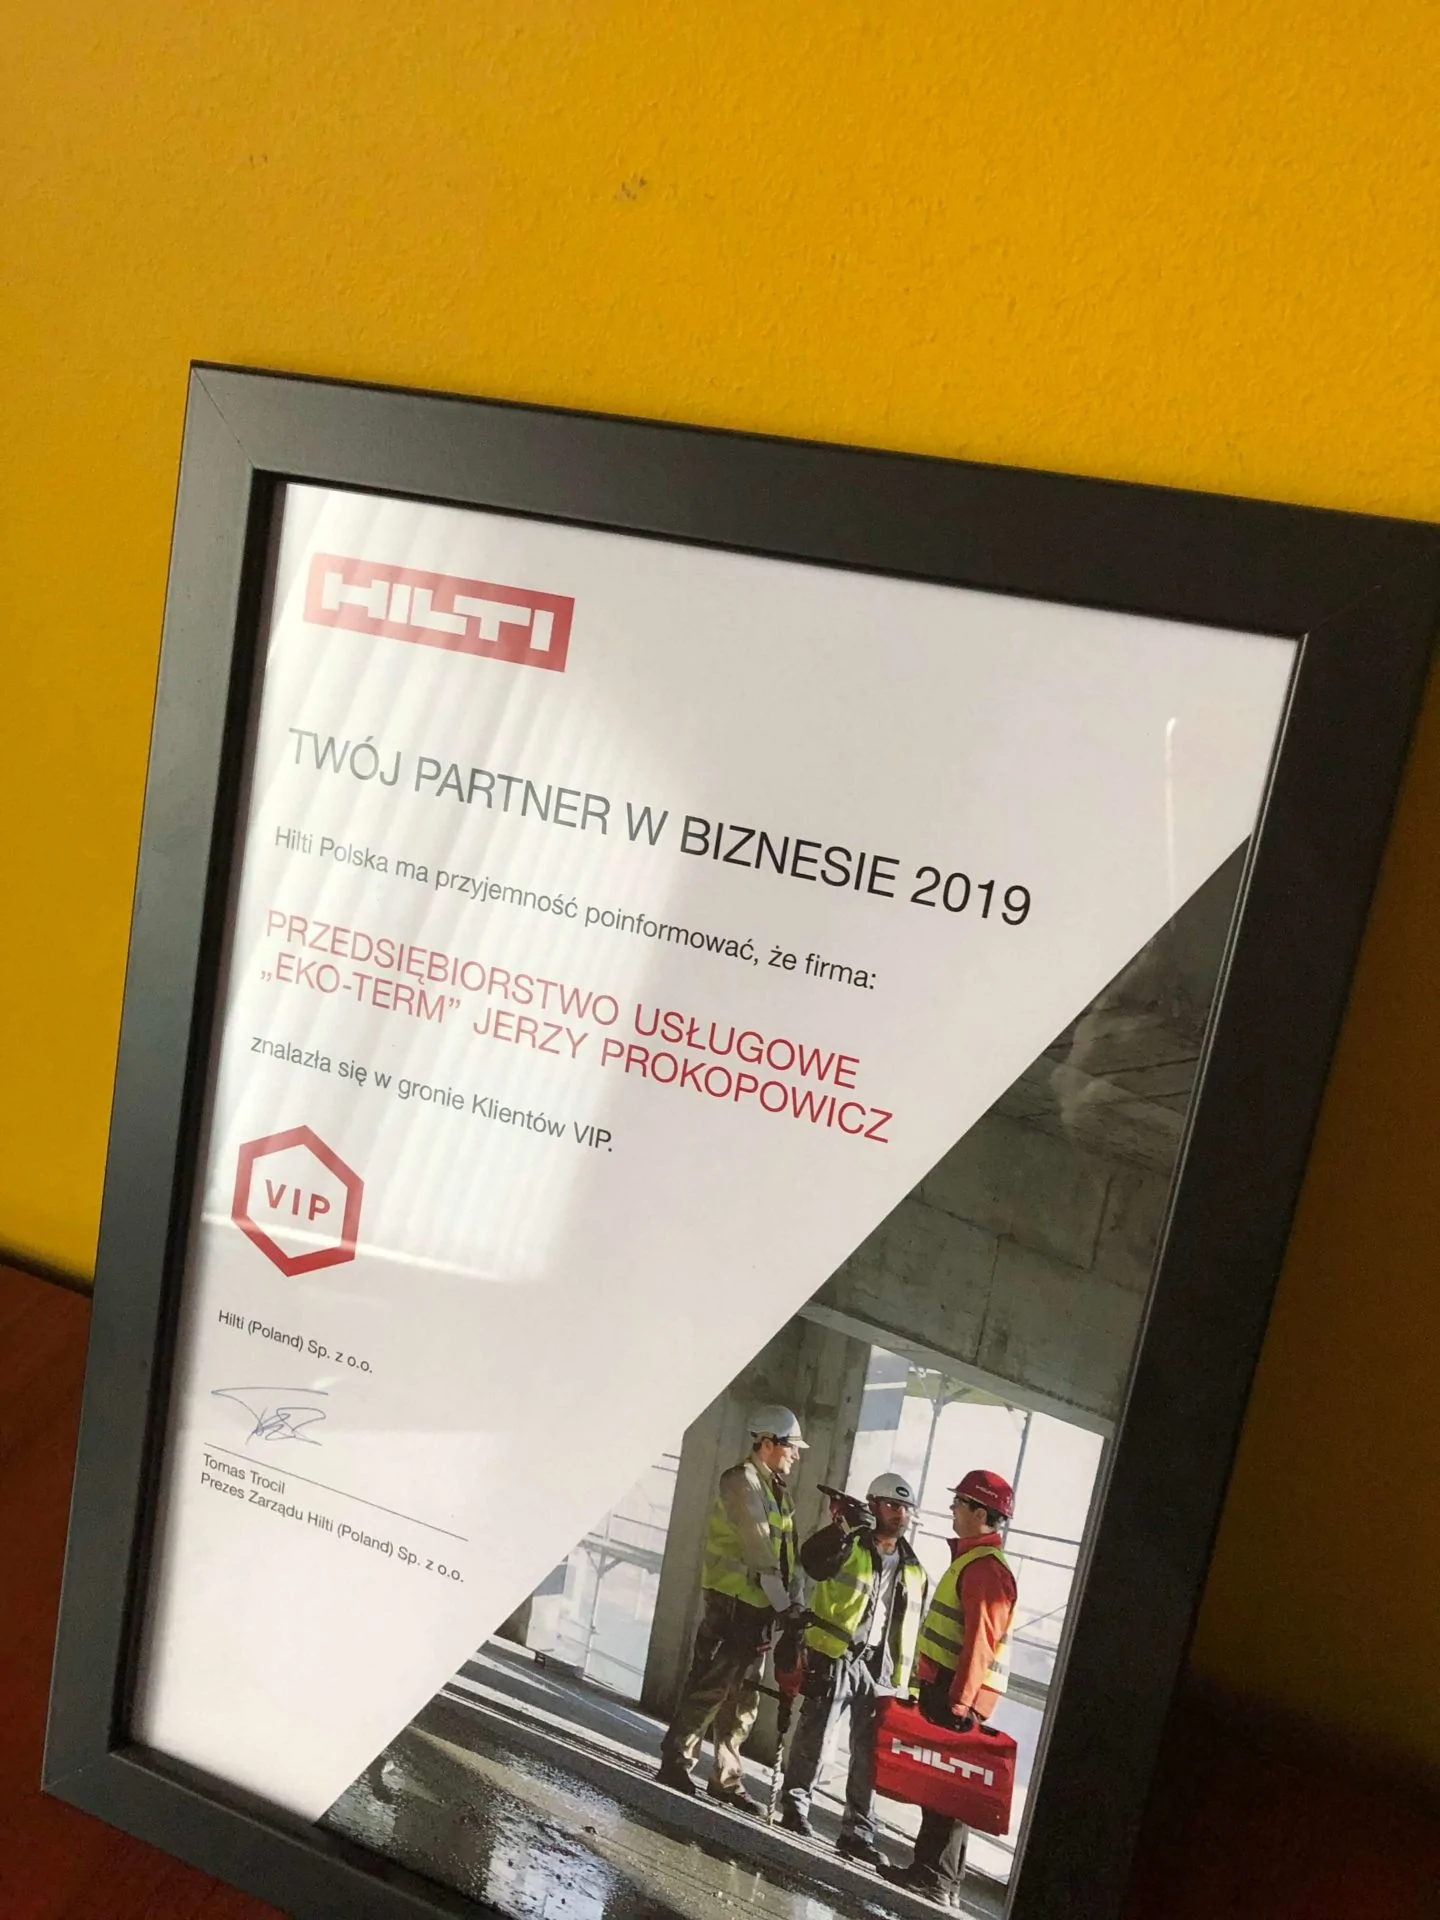 HILTI
TWÓJ PARTNER W BIZNESIE 2019
Hilti Polska ma przyjemność poinformować, że firma:
PRZEDSIĘBIORSTWO USŁUGOWE
„EKO-TERM” JERZY PROKOPOWICZ
znalazła się w gronie Klientów VIP.
VIP
Hilti (Poland) Sp. z o.o.
Tomas Trocil
Prezes Zarządu Hilti (Poland) Sp. z o.o.
HILTI
HILTI